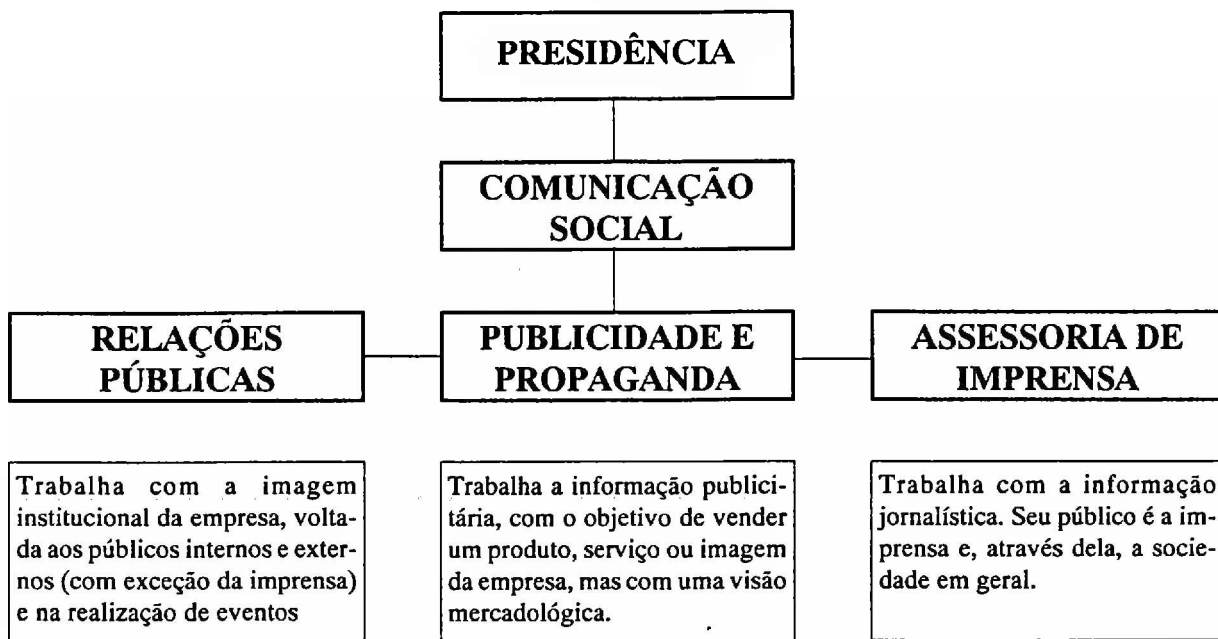 PRESIDÊNCIA
COMUNICAÇÃO
SOCIAL
RELAÇÕES
PÚBLICAS
PUBLICIDADE E
PROPAGANDA
ASSESSORIA DE
IMPRENSA
Trabalha com a imagem
institucional da empresa, volta-
da aos públicos internos e exter-
nos (com exceção da imprensa)
e na realização de eventos
Trabalha a informação publici-
tária, com o objetivo de vender
um produto, serviço ou imagem
da empresa, mas com uma visão
mercadológica.
Trabalha com a informação
jornalística. Seu público é a im-
prensa e, através dela, a socie-
dade em geral.